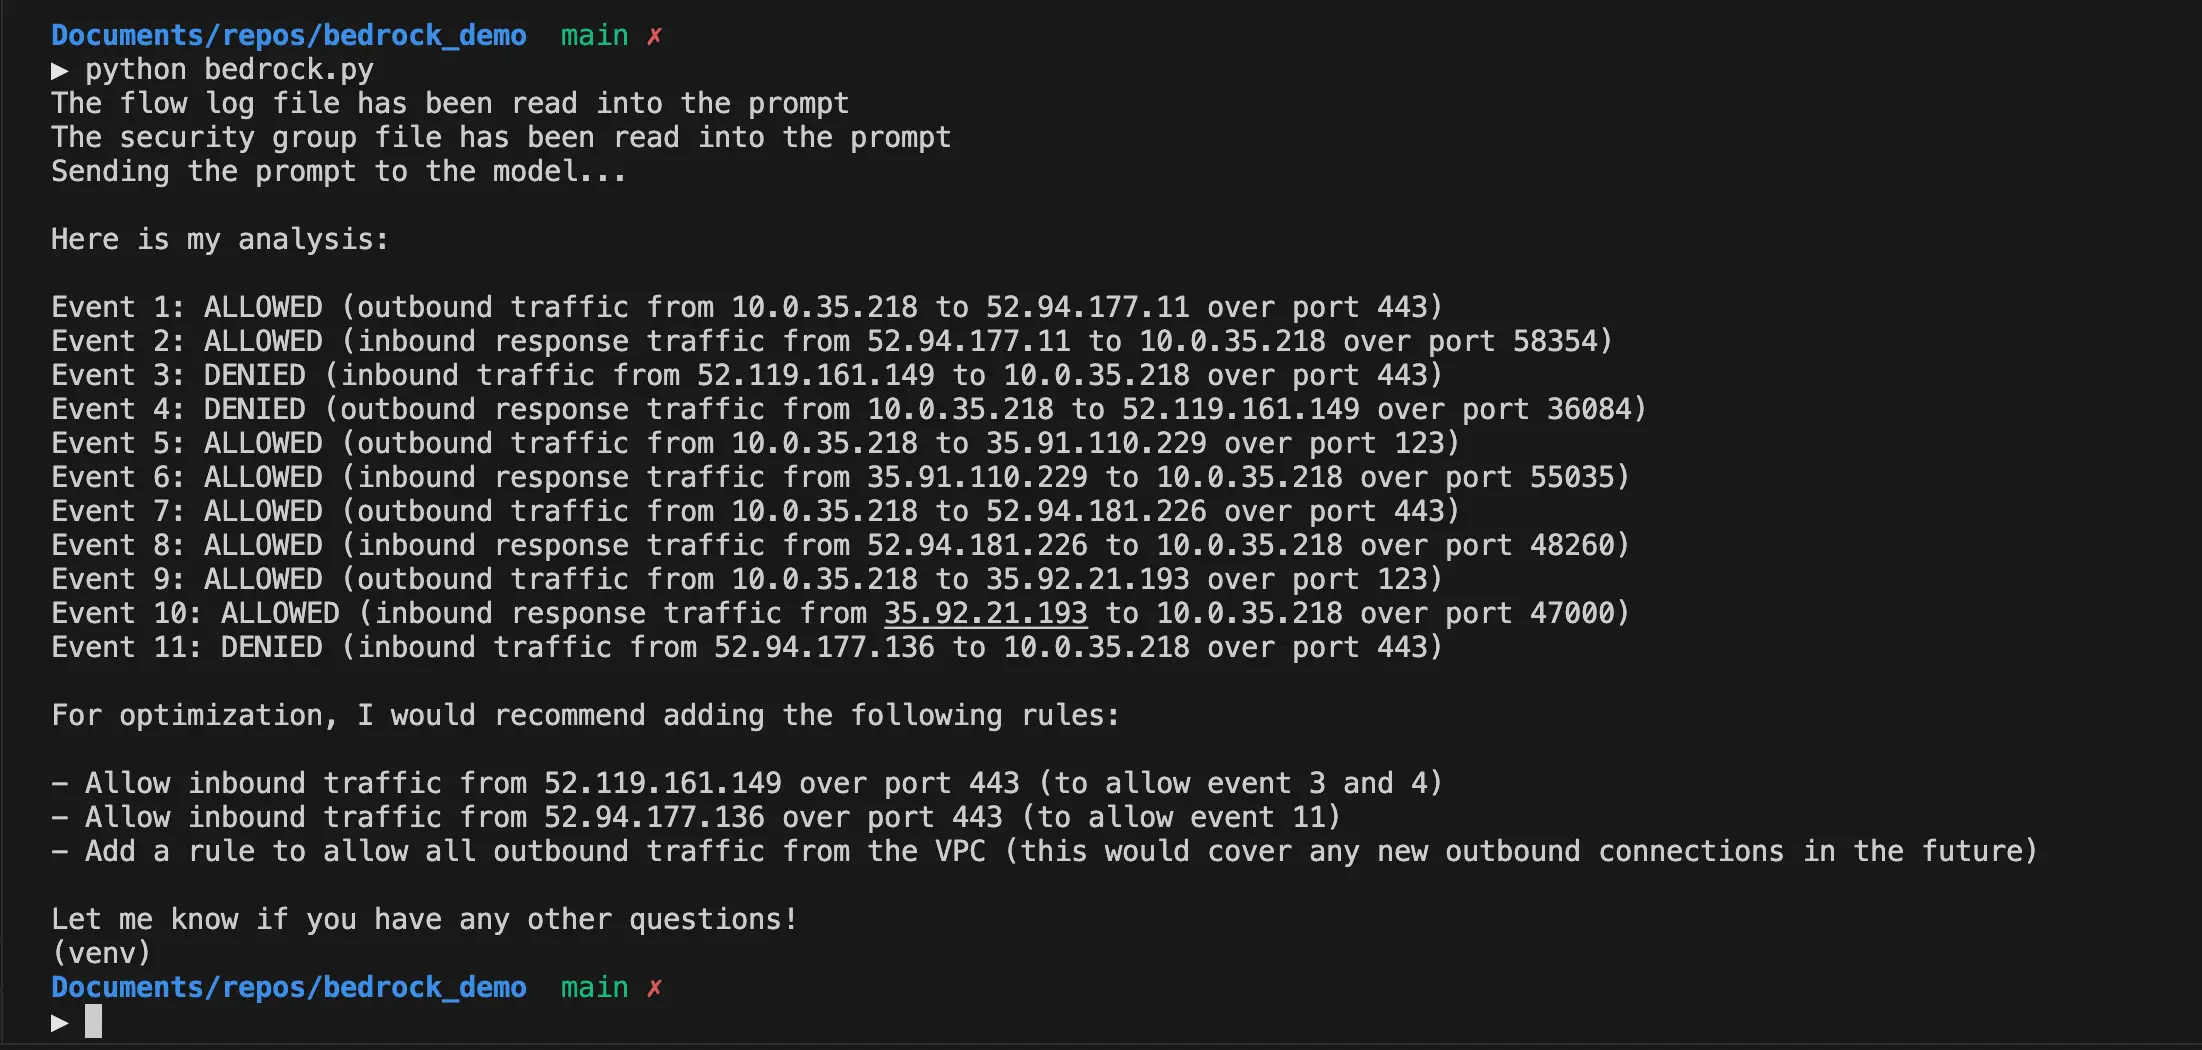 Documents/repos/bedrock_demo main ✗
▶ python bedrock.py
The flow log file has been read into the prompt
The security group file has been read into the prompt
Sending the prompt to the model...
Here is my analysis:
Event 1: ALLOWED (outbound traffic from 10.0.35.218 to 52.94.177.11 over port 443)
Event 2: ALLOWED (inbound response traffic from 52.94.177.11 to 10.0.35.218 over port 58354)
Event 3: DENIED (inbound traffic from 52.119.161.149 to 10.0.35.218 over port 443)
Event 4: DENIED (outbound response traffic from 10.0.35.218 to 52.119.161.149 over port 36084)
Event 5: ALLOWED (outbound traffic from 10.0.35.218 to 35.91.110.229 over port 123)
Event 6: ALLOWED (inbound response traffic from 35.91.110.229 to 10.0.35.218 over port 55035)
Event 7: ALLOWED (outbound traffic from 10.0.35.218 to 52.94.181.226 over port 443)
Event 8: ALLOWED (inbound response traffic from 52.94.181.226 to 10.0.35.218 over port 48260)
Event 9: ALLOWED (outbound traffic from 10.0.35.218 to 35.92.21.193 over port 123)
Event 10: ALLOWED (inbound response traffic from 35.92.21.193 to 10.0.35.218 over port 47000)
Event 11: DENIED (inbound traffic from 52.94.177.136 to 10.0.35.218 over port 443)
For optimization, I would recommend adding the following rules:
- Allow inbound traffic from 52.119.161.149 over port 443 (to allow event 3 and 4)
- Allow inbound traffic from 52.94.177.136 over port 443 (to allow event 11)
- Add a rule to allow all outbound traffic from the VPC (this would cover any new outbound connections in the future)
Let me know if you have any other questions!
(venv)
Documents/repos/bedrock_demo main ✗
▶